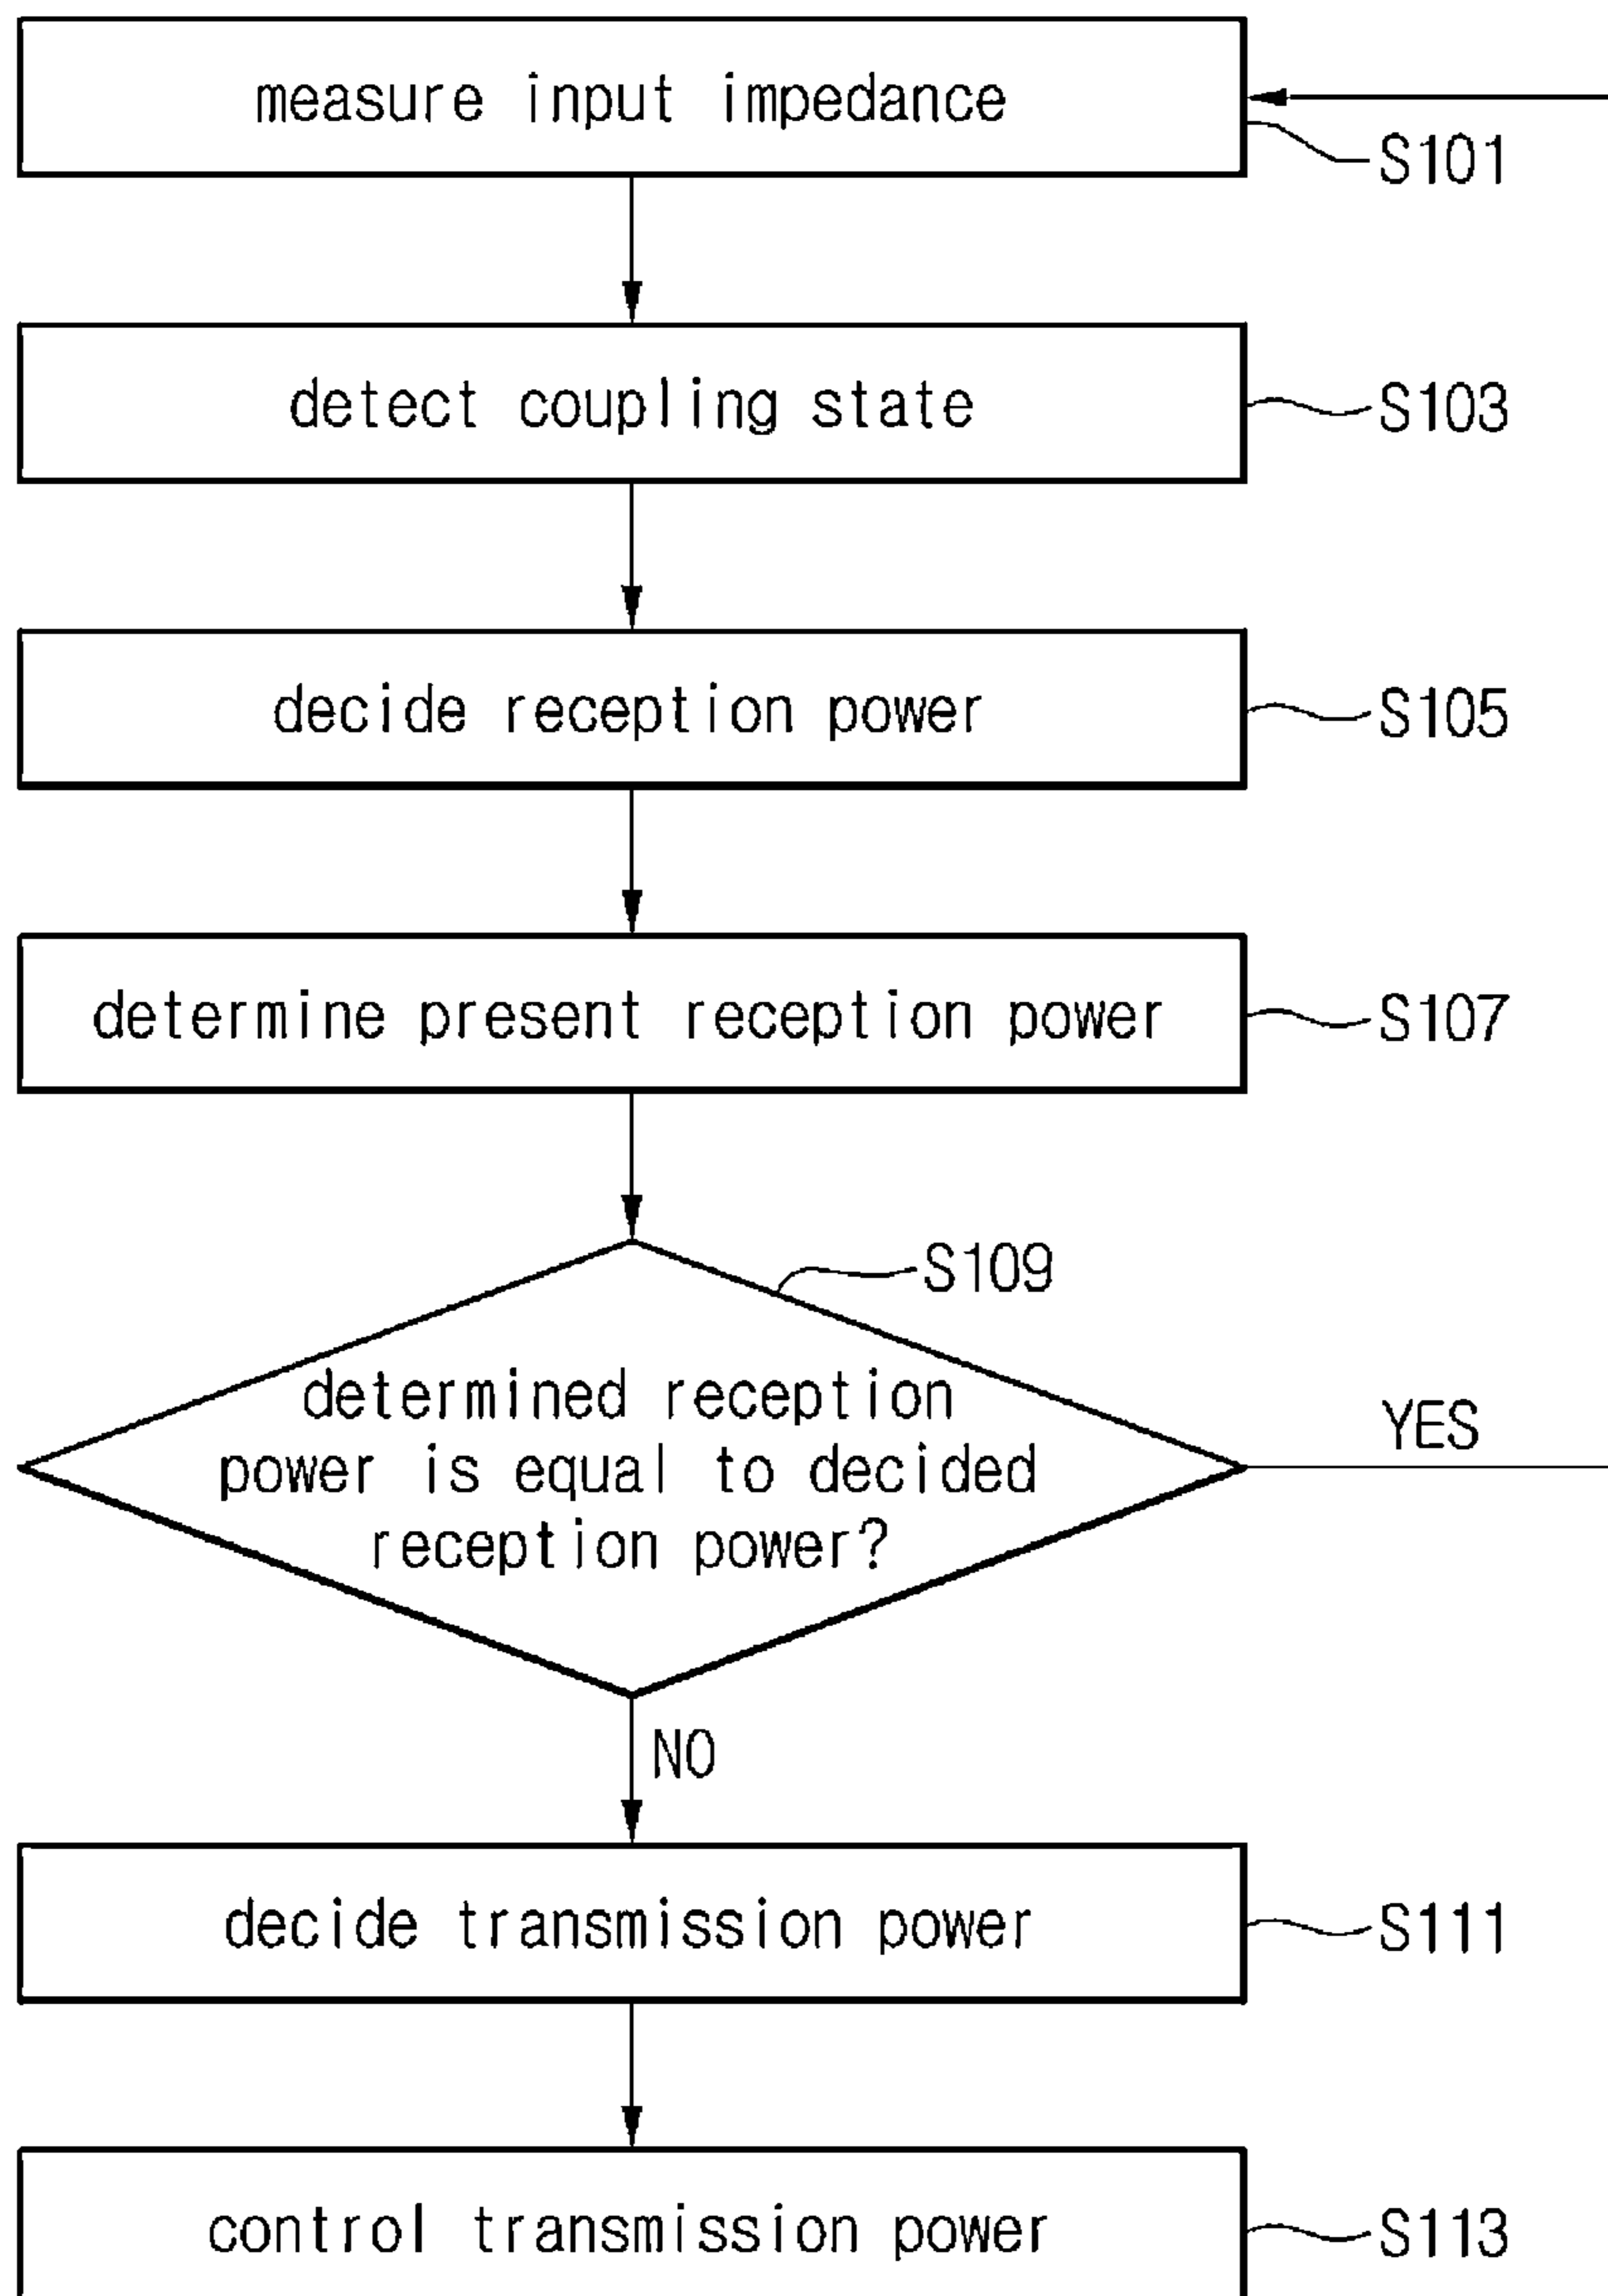 measure input impedance
S101
detect coupling state
S103
decide reception power
S105
determine present reception power
S107
S109
determined reception
power is equal to decided
reception power?
YES
NO
decide transmission power
S111
control transmission power
S113